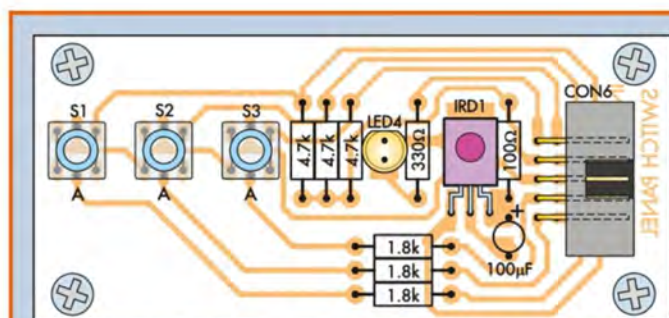 S1
S2
S3
A
A
A
4.7k
4.7k
4.7k
LED4
330Ω
IRD1
100Ω
CON6
SWITCH PANEL
+
100µF
1.8k
1.8k
1.8k